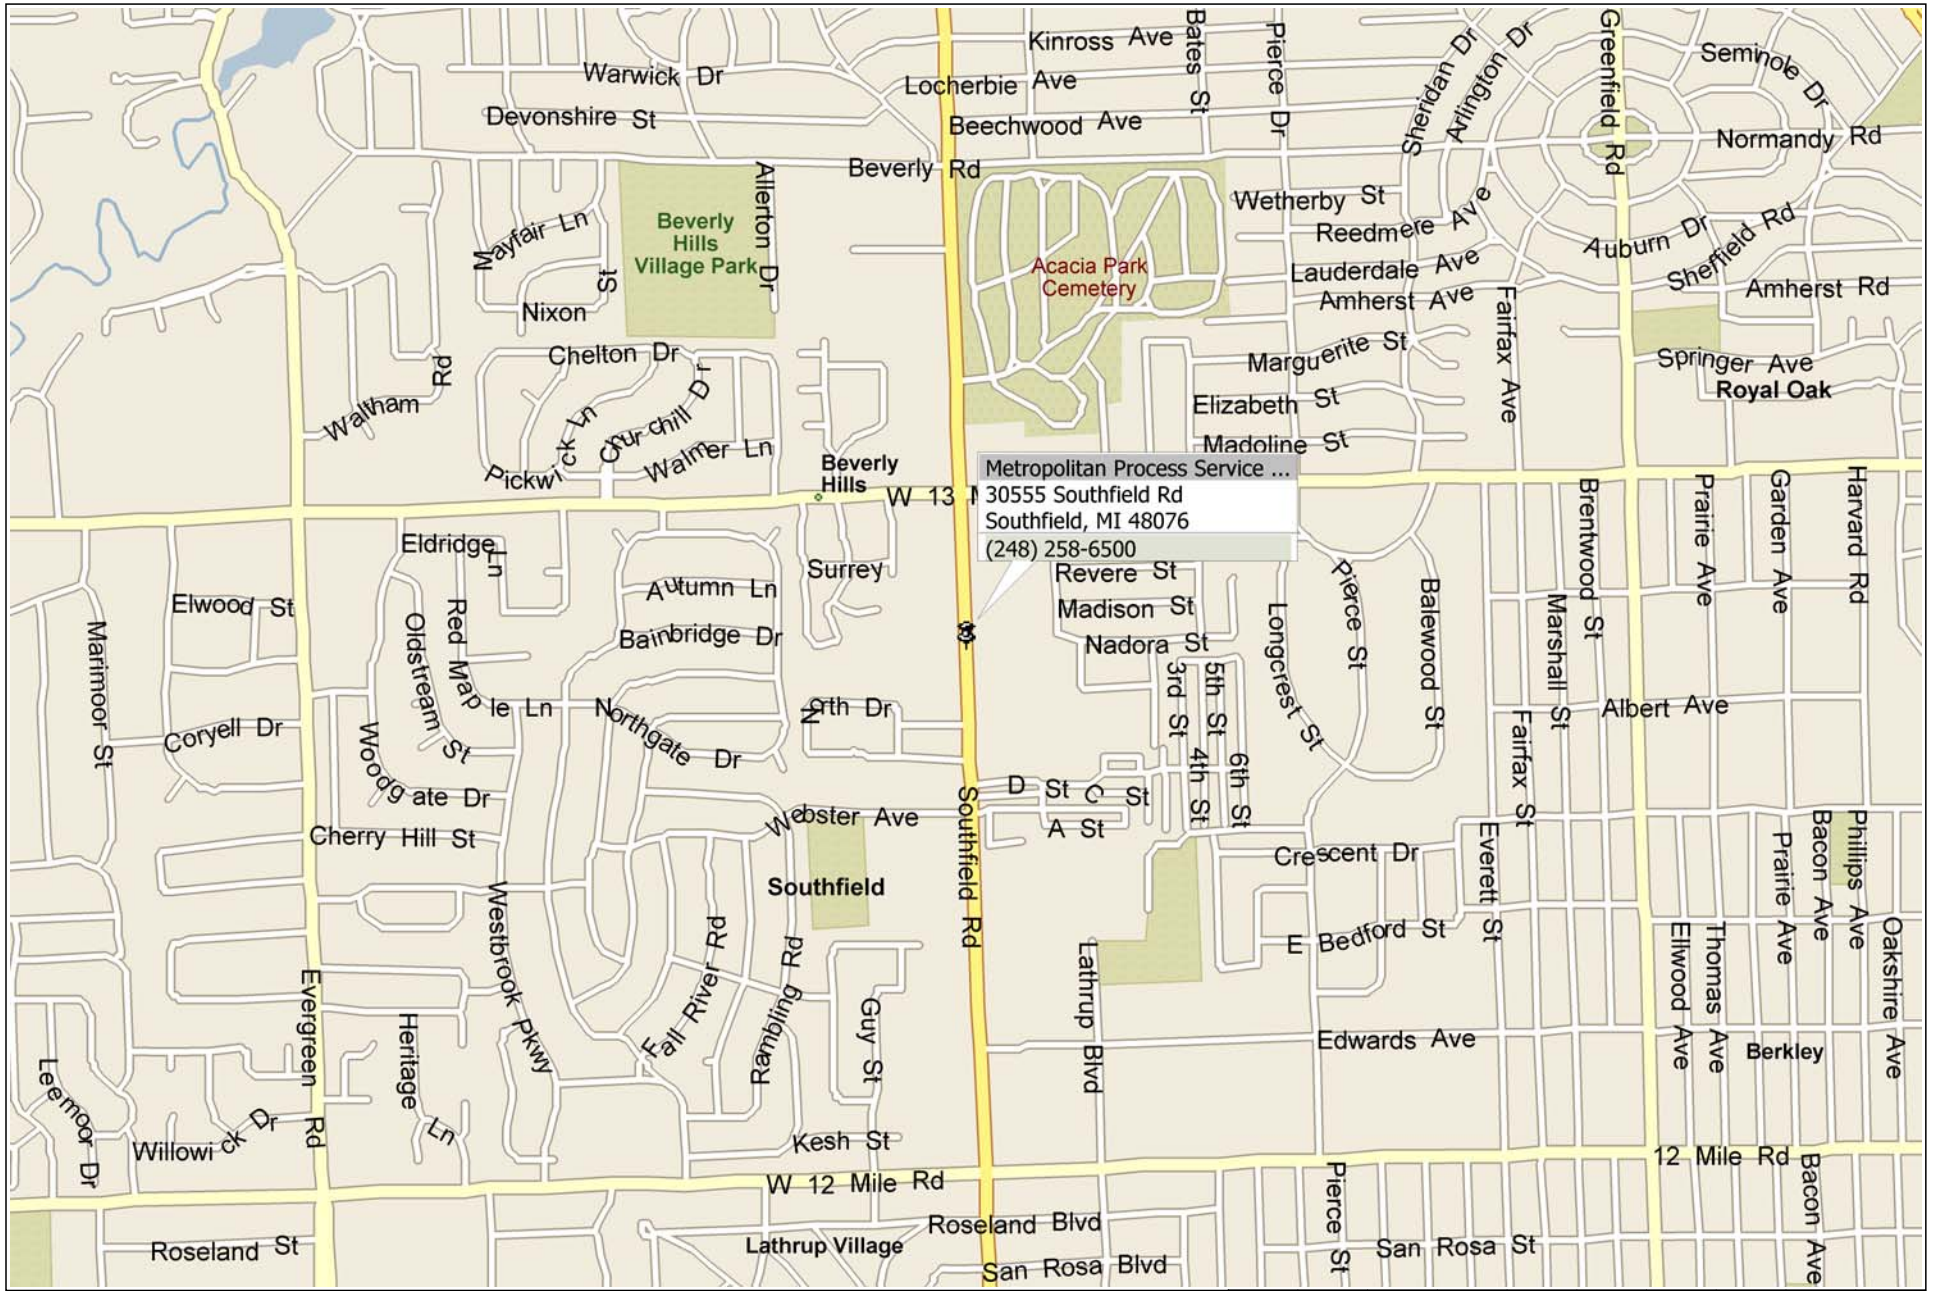 Kinross Ave
Bates St
Pierce Dr
Sheridan Dr
Arlington Dr
Greenfield Rd
Seminole Dr
Warwick Dr
Locherbie Ave
Devonshire St
Beechwood Ave
Normandy Rd
Beverly Rd
Allerton Dr
Wetherby St
Mayfair Ln
Beverly
Hills
Village Park
Reedmere Ave
Auburn Dr
Sheffield Rd
Acacia Park
Cemetery
Lauderdale Ave
Amherst Ave
Amherst Rd
Nixon St
Fairfax Ave
Chelton Dr
Marguerite St
Springer Ave
Royal Oak
Waltham Rd
Churchill Dr
Elizabeth St
Madoline St
Pickwick Ln
Walmer Ln
Beverly
Hills
W 13 M
Metropolitan Process Service ...
30555 Southfield Rd
Southfield, MI 48076
(248) 258-6500
Brentwood St
Prairie Ave
Garden Ave
Harvard Rd
Eldridge Ln
Surrey
Revere St
Pierce St
Balewood St
Autumn Ln
Elwood St
Madison St
Longcrest St
Marshall St
Marimoor St
Oldstream St
Red Maple Ln
Bainbridge Dr
Nadora St
3rd St
5th St
North Dr
Northgate Dr
Albert Ave
Coryell Dr
Woodgate Dr
4th St
6th St
Fairfax St
D St
C St
A St
Webster Ave
Southfield Rd
Cherry Hill St
Crescent Dr
Everett St
Prairie Ave
Bacon Ave
Phillips Ave
Southfield
Westbrook Pkwy
E Bedford St
Fall River Rd
Rambling Rd
Lathrup Blvd
Ellwood Ave
Thomas Ave
Oakshire Ave
Evergreen Rd
Heritage Ln
Guy St
Edwards Ave
Berkley
Leemoor Dr
Willowick Dr
Kesh St
12 Mile Rd
W 12 Mile Rd
Pierce St
Bacon Ave
Roseland Blvd
Roseland St
Lathrup Village
San Rosa St
San Rosa Blvd